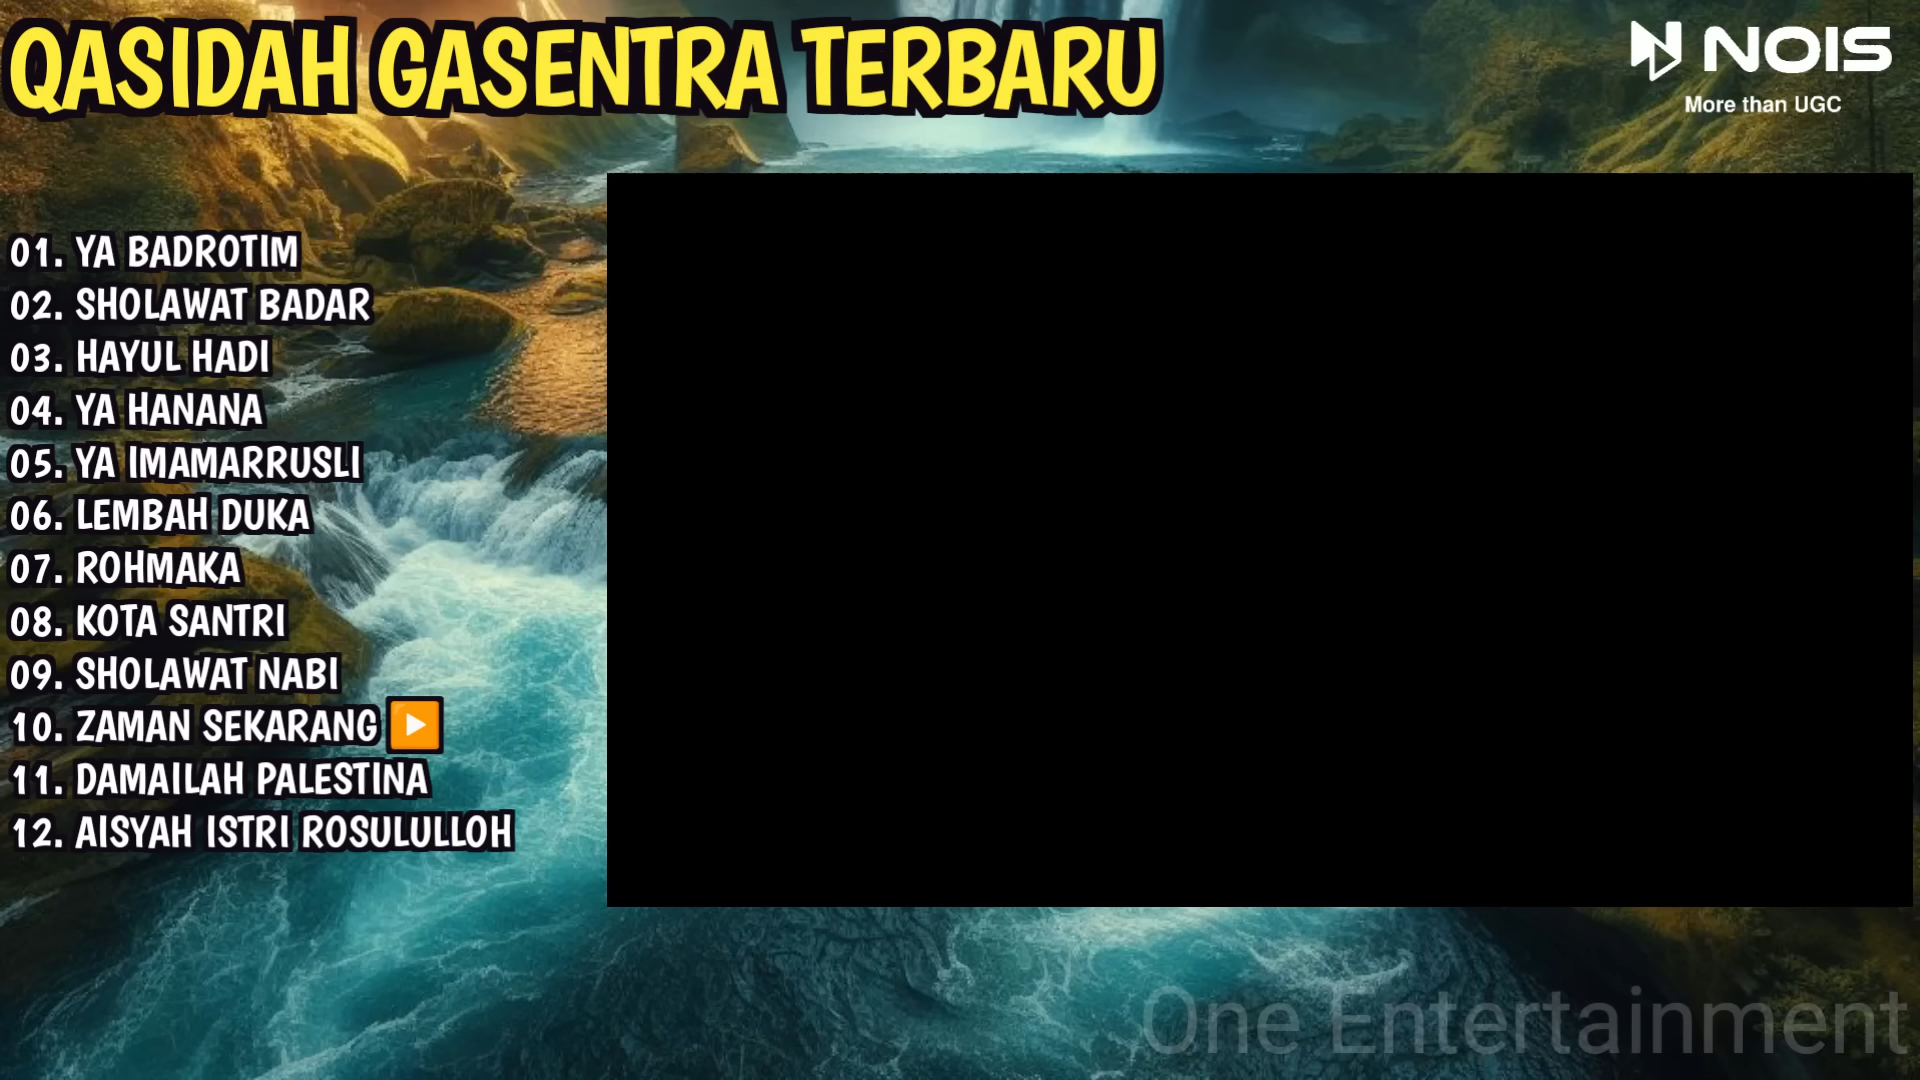 QASIDAH GASENTRA TERBARU
NOIS
More than UGC
01. YA BADROTIM
02. SHOLAWAT BADAR
03. HAYUL HADI
04. YA HANANA
05. YA IMAMARRUSLI
06. LEMBAH DUKA
07. ROHMAKA
08. KOTA SANTRI
09. SHOLAWAT NABI
10. ZAMAN SEKARANG
11. DAMAILAH PALESTINA
12. AISYAH ISTRI ROSULULLOH
One Entertainment